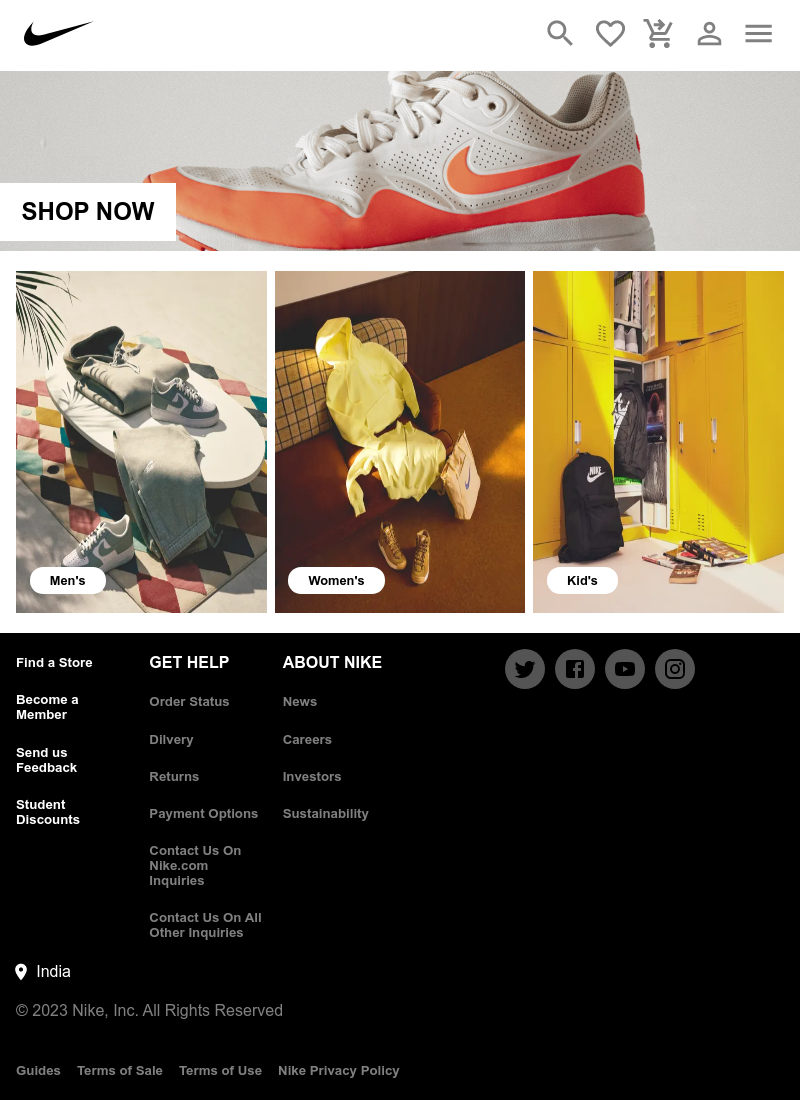 SHOP NOW
NIKE
Men's
Women's
Kid's
Find a Store
Become a
Member
Send us
Feedback
Student
Discounts
GET HELP
Order Status
Dilvery
Returns
Payment Options
Contact Us On
Nike.com
Inquiries
Contact Us On All
Other Inquiries
ABOUT NIKE
News
Careers
Investors
Sustainability
India
© 2023 Nike, Inc. All Rights Reserved
Guides
Terms of Sale
Terms of Use
Nike Privacy Policy